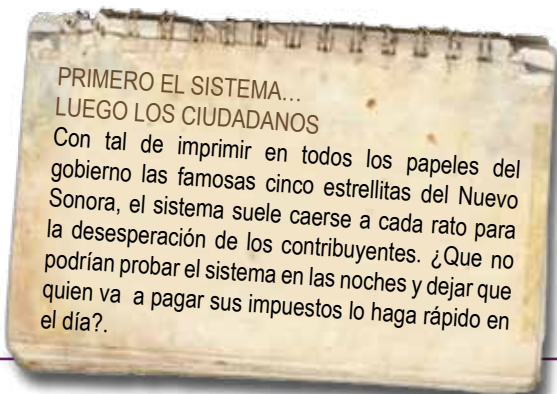 PRIMERO EL SISTEMA...
LUEGO LOS CIUDADANOS
Con tal de imprimir en todos los papeles del
gobierno las famosas cinco estrellitas del Nuevo
Sonora, el sistema suele caerse a cada rato para
la desesperación de los contribuyentes. ¿Que no
podrían probar el sistema en las noches y dejar que
quien va a pagar sus impuestos lo haga rápido en
el día?.